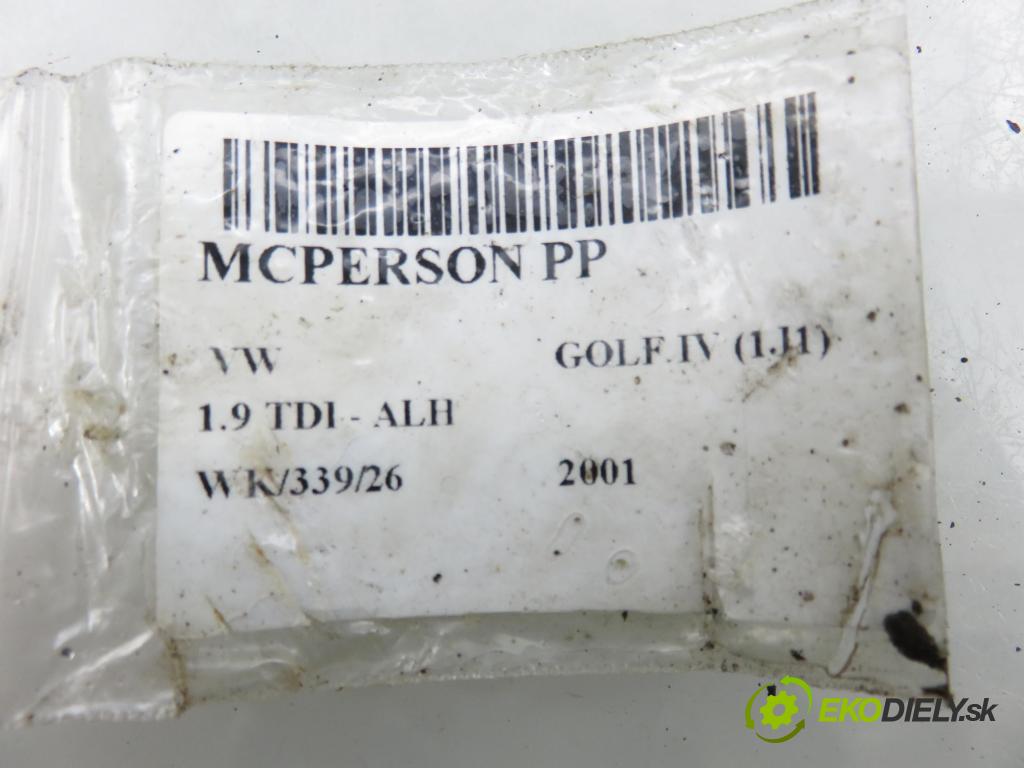 MCPERSON PP
VW GOLF IV (1J1)
1.9 TDI - ALH
WK/339/26 2001
EKODIELY.sk